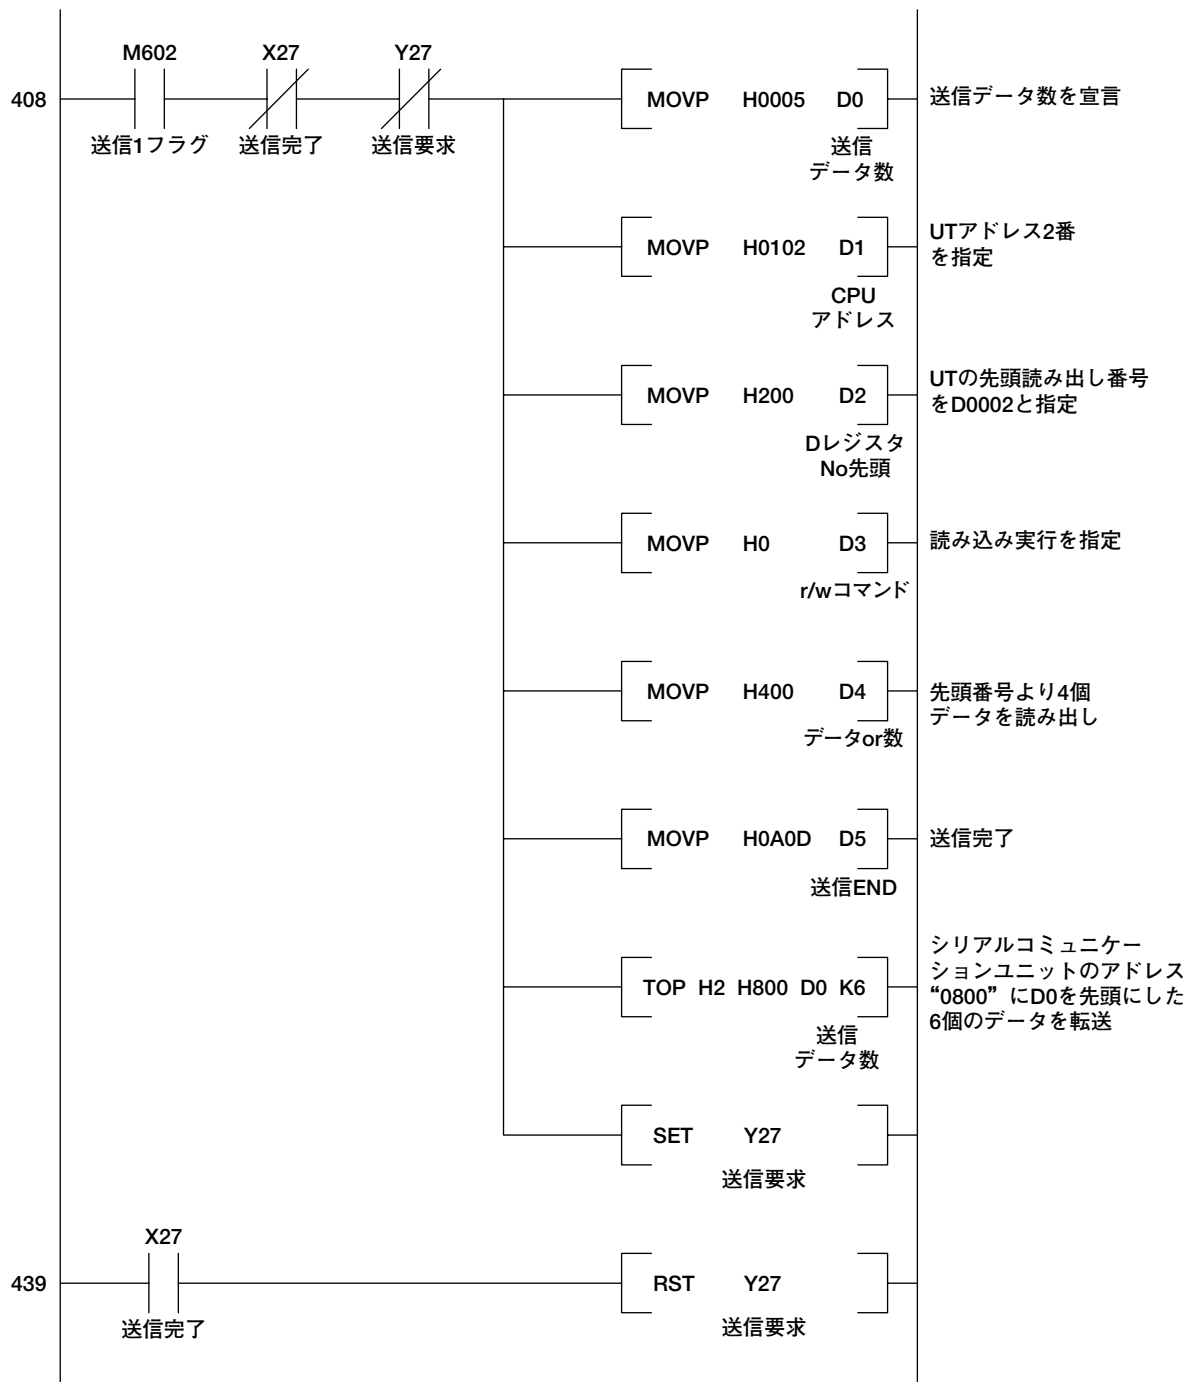 M602 X27 Y27
408 MOVP H0005 D0 送信データ数を宣言
送信1フラグ 送信完了 送信要求 送信
データ数
MOVP H0102 D1 UTアドレス2番
を指定
CPU
アドレス
MOVP H200 D2 UTの先頭読み出し番号
をD0002と指定
Dレジスタ
No先頭
MOVP H0 D3 読み込み実行を指定
r/wコマンド
MOVP H400 D4 先頭番号より4個
データを読み出し
データor数
MOVP H0A0D D5 送信完了
送信END
シリアルコミュニケー
ションユニットのアドレス
TOP H2 H800 D0 K6 “0800”にD0を先頭にした
6個のデータを転送
送信
データ数
SET Y27
送信要求
X27
439 RST Y27
送信完了 送信要求